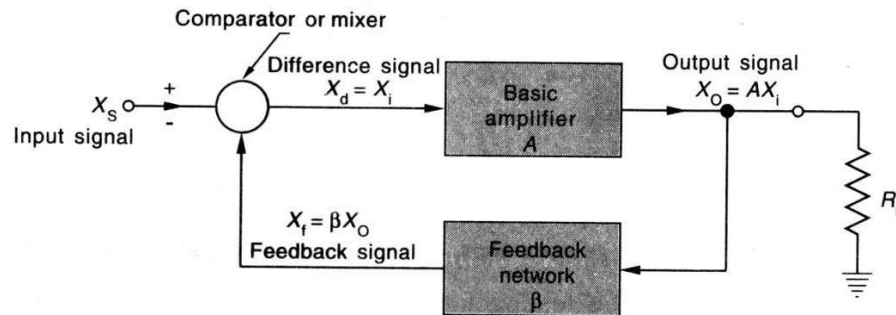 Comparator or mixer
Difference signal
X_d = X_i
Output signal
X_O = AX_i
+
X_S
-
Input signal
Basic
amplifier
A
R
X_f = βX_O
Feedback signal
Feedback
network
β